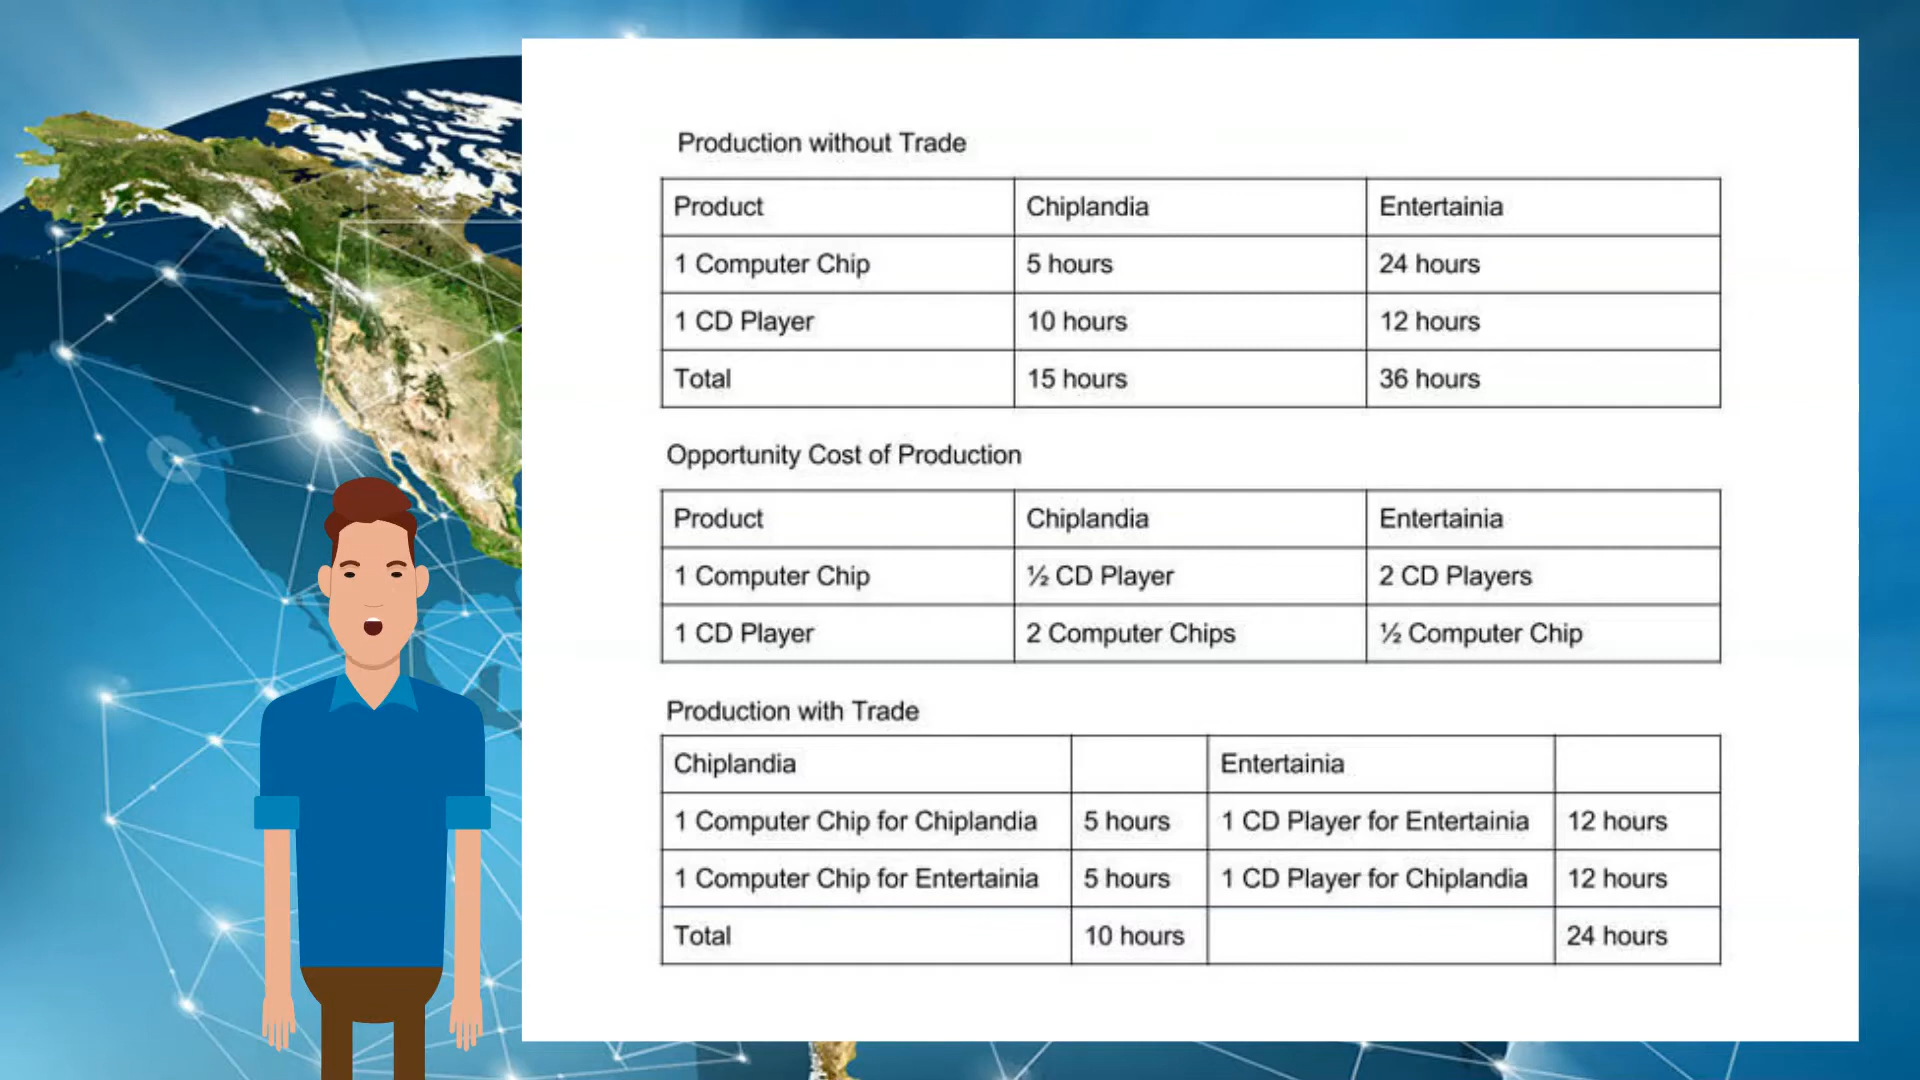 Production without Trade
Product Chiplandia Entertainia
1 Computer Chip 5 hours 24 hours
1 CD Player 10 hours 12 hours
Total 15 hours 36 hours
Opportunity Cost of Production
Product Chiplandia Entertainia
1 Computer Chip ½ CD Player 2 CD Players
1 CD Player 2 Computer Chips ½ Computer Chip
Production with Trade
Chiplandia Entertainia
1 Computer Chip for Chiplandia 5 hours 1 CD Player for Entertainia 12 hours
1 Computer Chip for Entertainia 5 hours 1 CD Player for Chiplandia 12 hours
Total 10 hours 24 hours